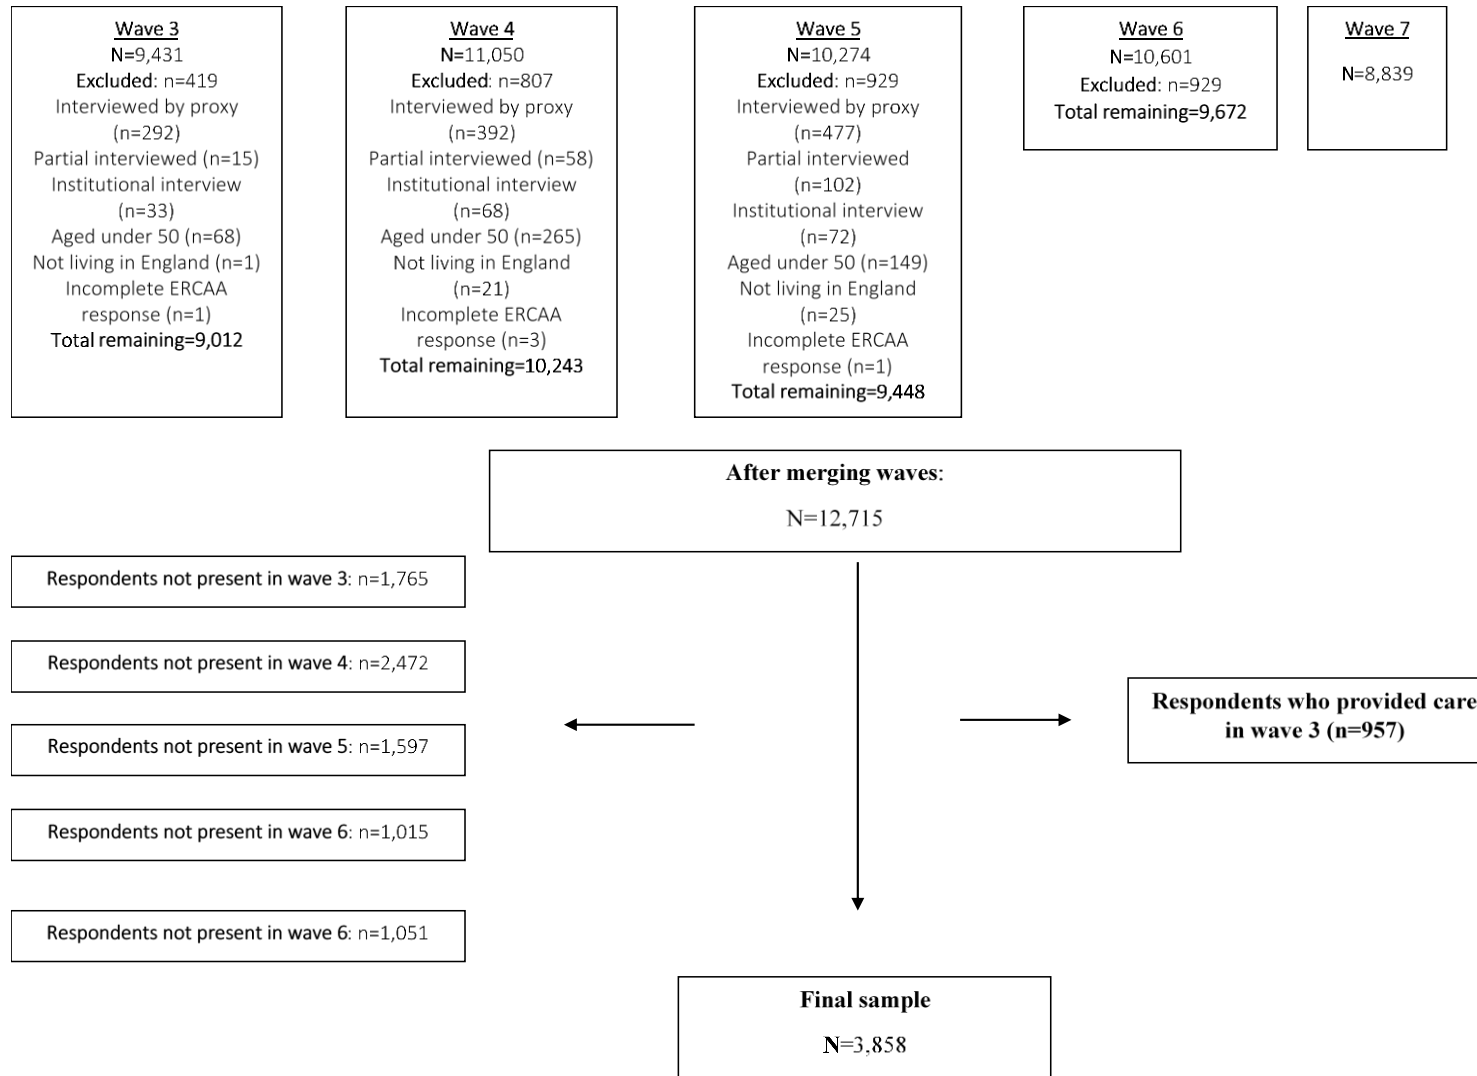 Wave 3
N=9,431
Excluded: n=419
Interviewed by proxy
(n=292)
Partial interviewed (n=15)
Institutional interview
(n=33)
Aged under 50 (n=68)
Not living in England (n=1)
Incomplete ERCAA
response (n=1)
Total remaining=9,012
Wave 4
N=11,050
Excluded: n=807
Interviewed by proxy
(n=392)
Partial interviewed (n=58)
Institutional interview
(n=68)
Aged under 50 (n=265)
Not living in England
(n=21)
Incomplete ERCAA
response (n=3)
Total remaining=10,243
Wave 5
N=10,274
Excluded: n=929
Interviewed by proxy
(n=477)
Partial interviewed
(n=102)
Institutional interview
(n=72)
Aged under 50 (n=149)
Not living in England
(n=25)
Incomplete ERCAA
response (n=1)
Total remaining=9,448
Wave 6
N=10,601
Excluded: n=929
Total remaining=9,672
Wave 7
N=8,839
After merging waves:
N=12,715
Respondents not present in wave 3: n=1,765
Respondents not present in wave 4: n=2,472
Respondents not present in wave 5: n=1,597
Respondents not present in wave 6: n=1,015
Respondents not present in wave 6: n=1,051
Respondents who provided care
in wave 3 (n=957)
Final sample
N=3,858